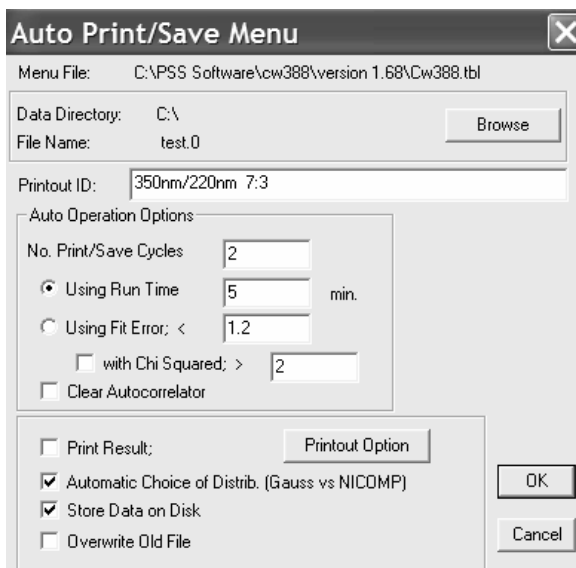 Auto Print/Save Menu
Menu File: C:\PSS Software\cw388\version 1.68\Cw388.tbl
Data Directory: C:\
Browse
File Name: test.0
Printout ID: 350nm/220nm 7:3
Auto Operation Options
No. Print/Save Cycles 2
Using Run Time 5 min.
Using Fit Error; < 1.2
with Chi Squared; > 2
Clear Autocorrelator
Print Result; Printout Option
Automatic Choice of Distrib. (Gauss vs NICOMP)
OK
Store Data on Disk
Overwrite Old File
Cancel